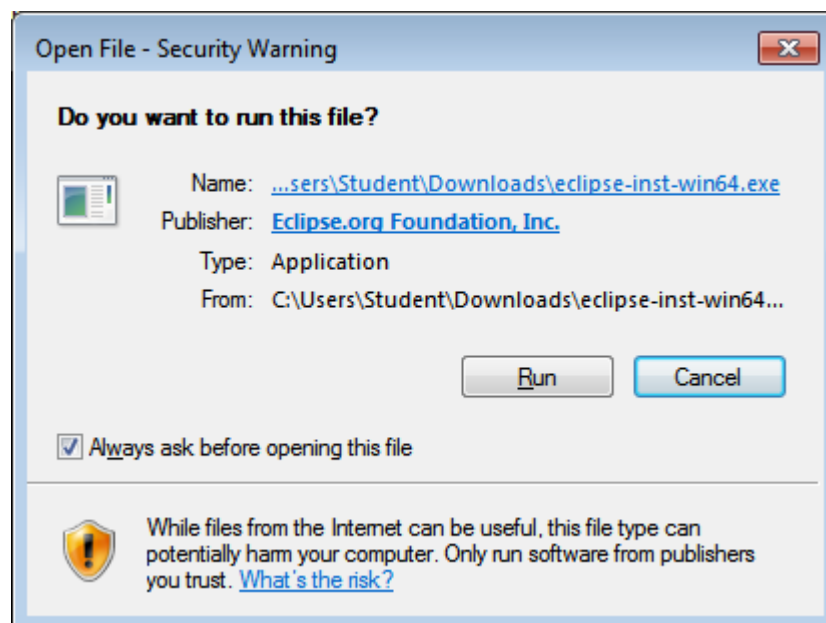 Open File - Security Warning
Do you want to run this file?
Name: ...sers\Student\Downloads\eclipse-inst-win64.exe
Publisher: Eclipse.org Foundation, Inc.
Type: Application
From: C:\Users\Student\Downloads\eclipse-inst-win64...
Run Cancel
Always ask before opening this file
While files from the Internet can be useful, this file type can
potentially harm your computer. Only run software from publishers
you trust. What's the risk?